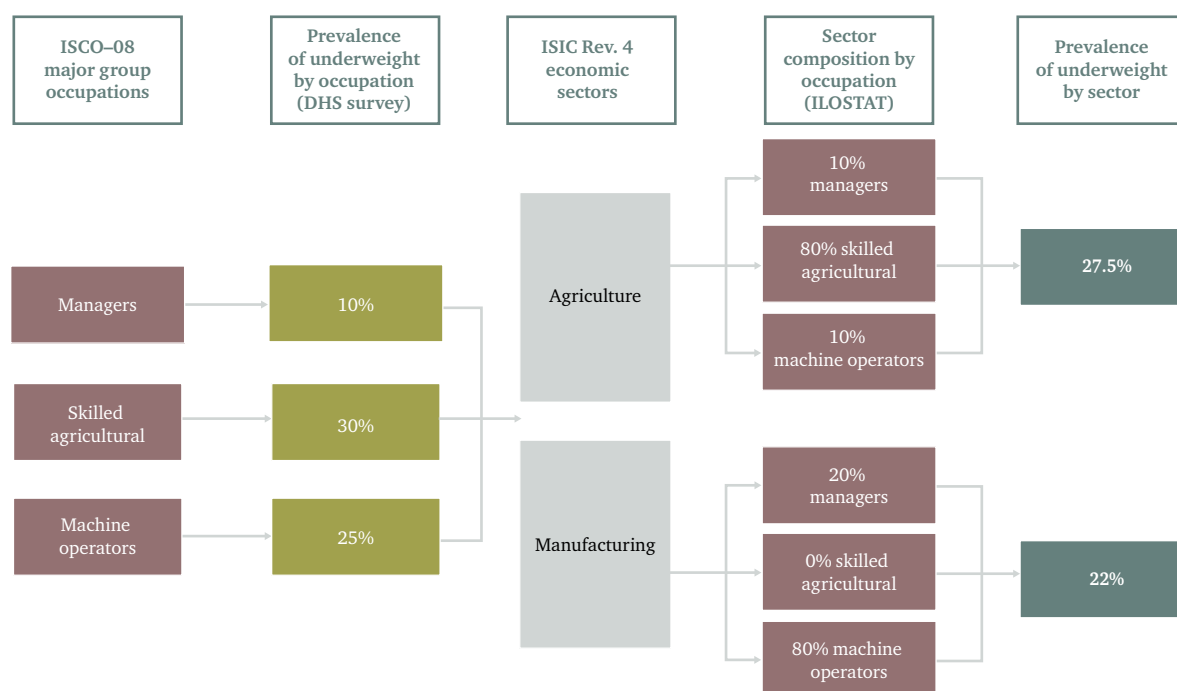 ISCO–08
major group
occupations
Prevalence
of underweight
by occupation
(DHS survey)
ISIC Rev. 4
economic
sectors
Sector
composition by
occupation
(ILOSTAT)
Prevalence
of underweight
by sector
Managers
10%
Skilled
agricultural
30%
Machine
operators
25%
Agriculture
10%
managers
80% skilled
agricultural
10%
machine operators
27.5%
Manufacturing
20%
managers
0% skilled
agricultural
80% machine
operators
22%